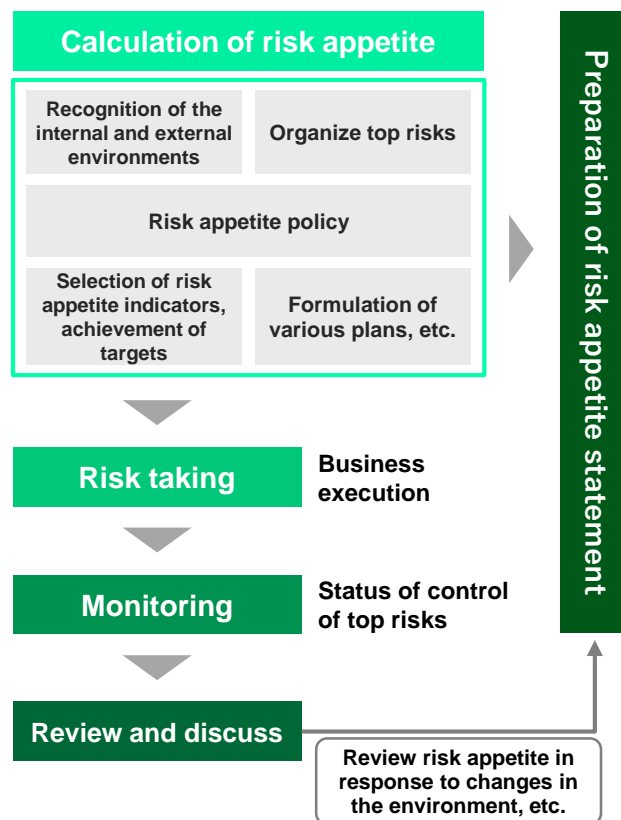 Calculation of risk appetite
Recognition of the
internal and external
environments
Organize top risks
Risk appetite policy
Selection of risk
appetite indicators,
achievement of
targets
Formulation of
various plans, etc.
Preparation of risk appetite statement
Risk taking
Business
execution
Monitoring
Status of control
of top risks
Review and discuss
Review risk appetite in
response to changes in
the environment, etc.